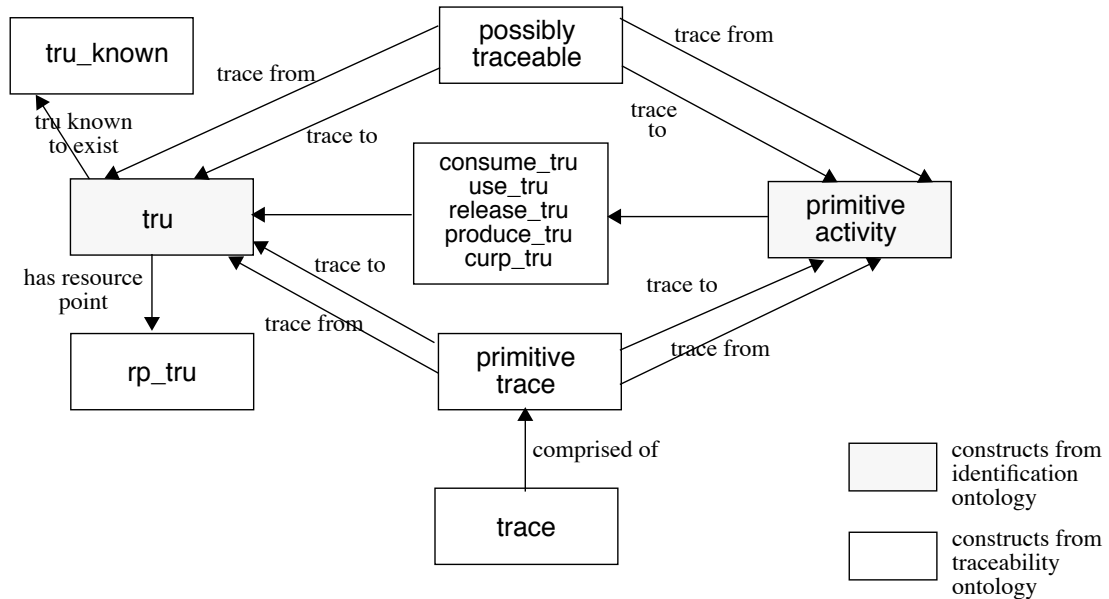 possibly
traceable
tru_known
trace from
trace from
tru known
to exist
trace to
trace
to
consume_tru
use_tru
release_tru
produce_tru
curp_tru
tru
primitive
activity
has resource
point
trace to
trace from
trace to
trace from
rp_tru
primitive
trace
comprised of
trace
constructs from
identification
ontology
constructs from
traceability
ontology